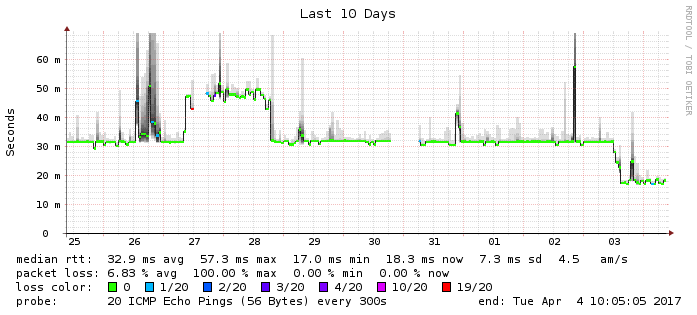 Last 10 Days
RRDTOOL / TOBI OETIKER
Seconds
60 m
50 m
40 m
30 m
20 m
10 m
0
25 26 27 28 29 30 31 01 02 03
median rtt: 32.9 ms avg 57.3 ms max 17.0 ms min 18.3 ms now 7.3 ms sd 4.5 am/s
packet loss: 6.83 % avg 100.00 % max 0.00 % min 0.00 % now
loss color: 0 1/20 2/20 3/20 4/20 10/20 19/20
probe: 20 ICMP Echo Pings (56 Bytes) every 300s end: Tue Apr 4 10:05:05 2017